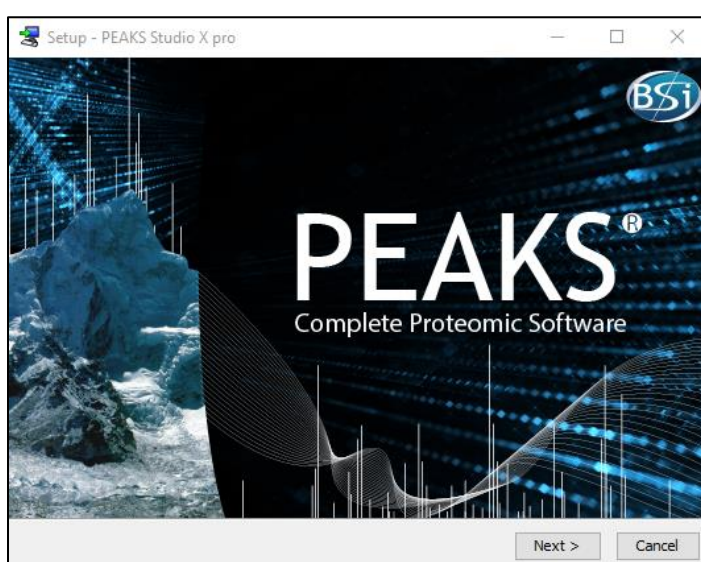 Setup - PEAKS Studio X pro
BSi
PEAKS®
Complete Proteomic Software
Next >
Cancel